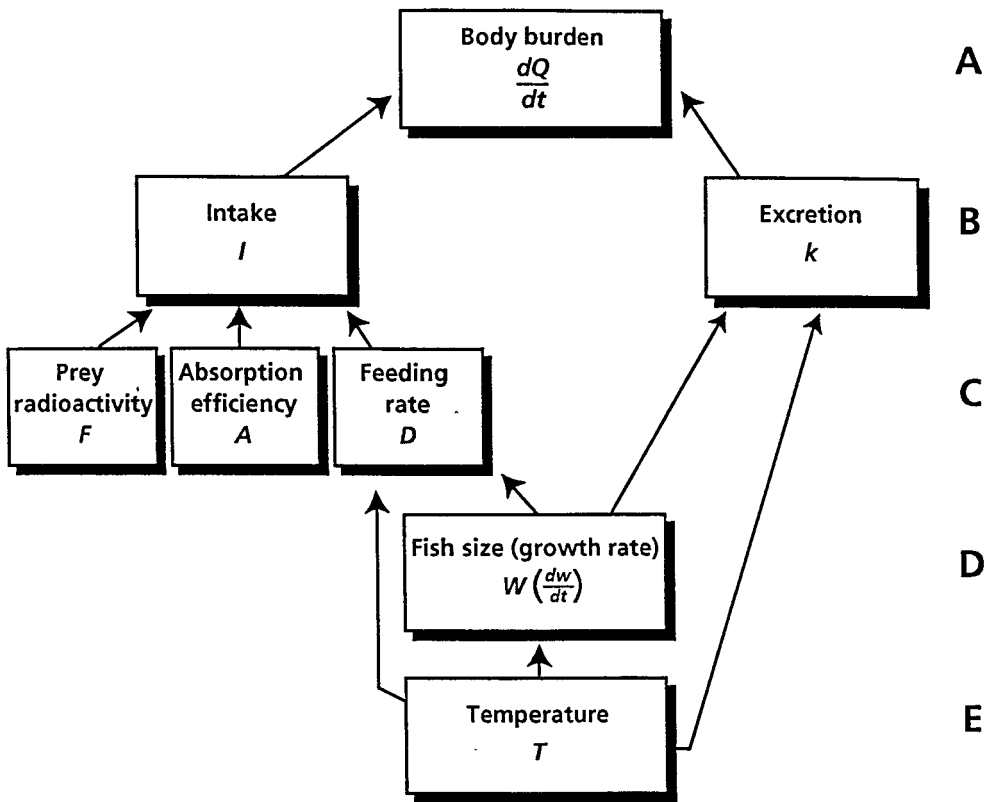 Body burden
dQ
dt
A
Intake
I
Excretion
k
B
Prey
radioactivity
F
Absorption
efficiency
A
Feeding
rate
D
C
Fish size (growth rate)
W (dw/dt)
D
Temperature
T
E